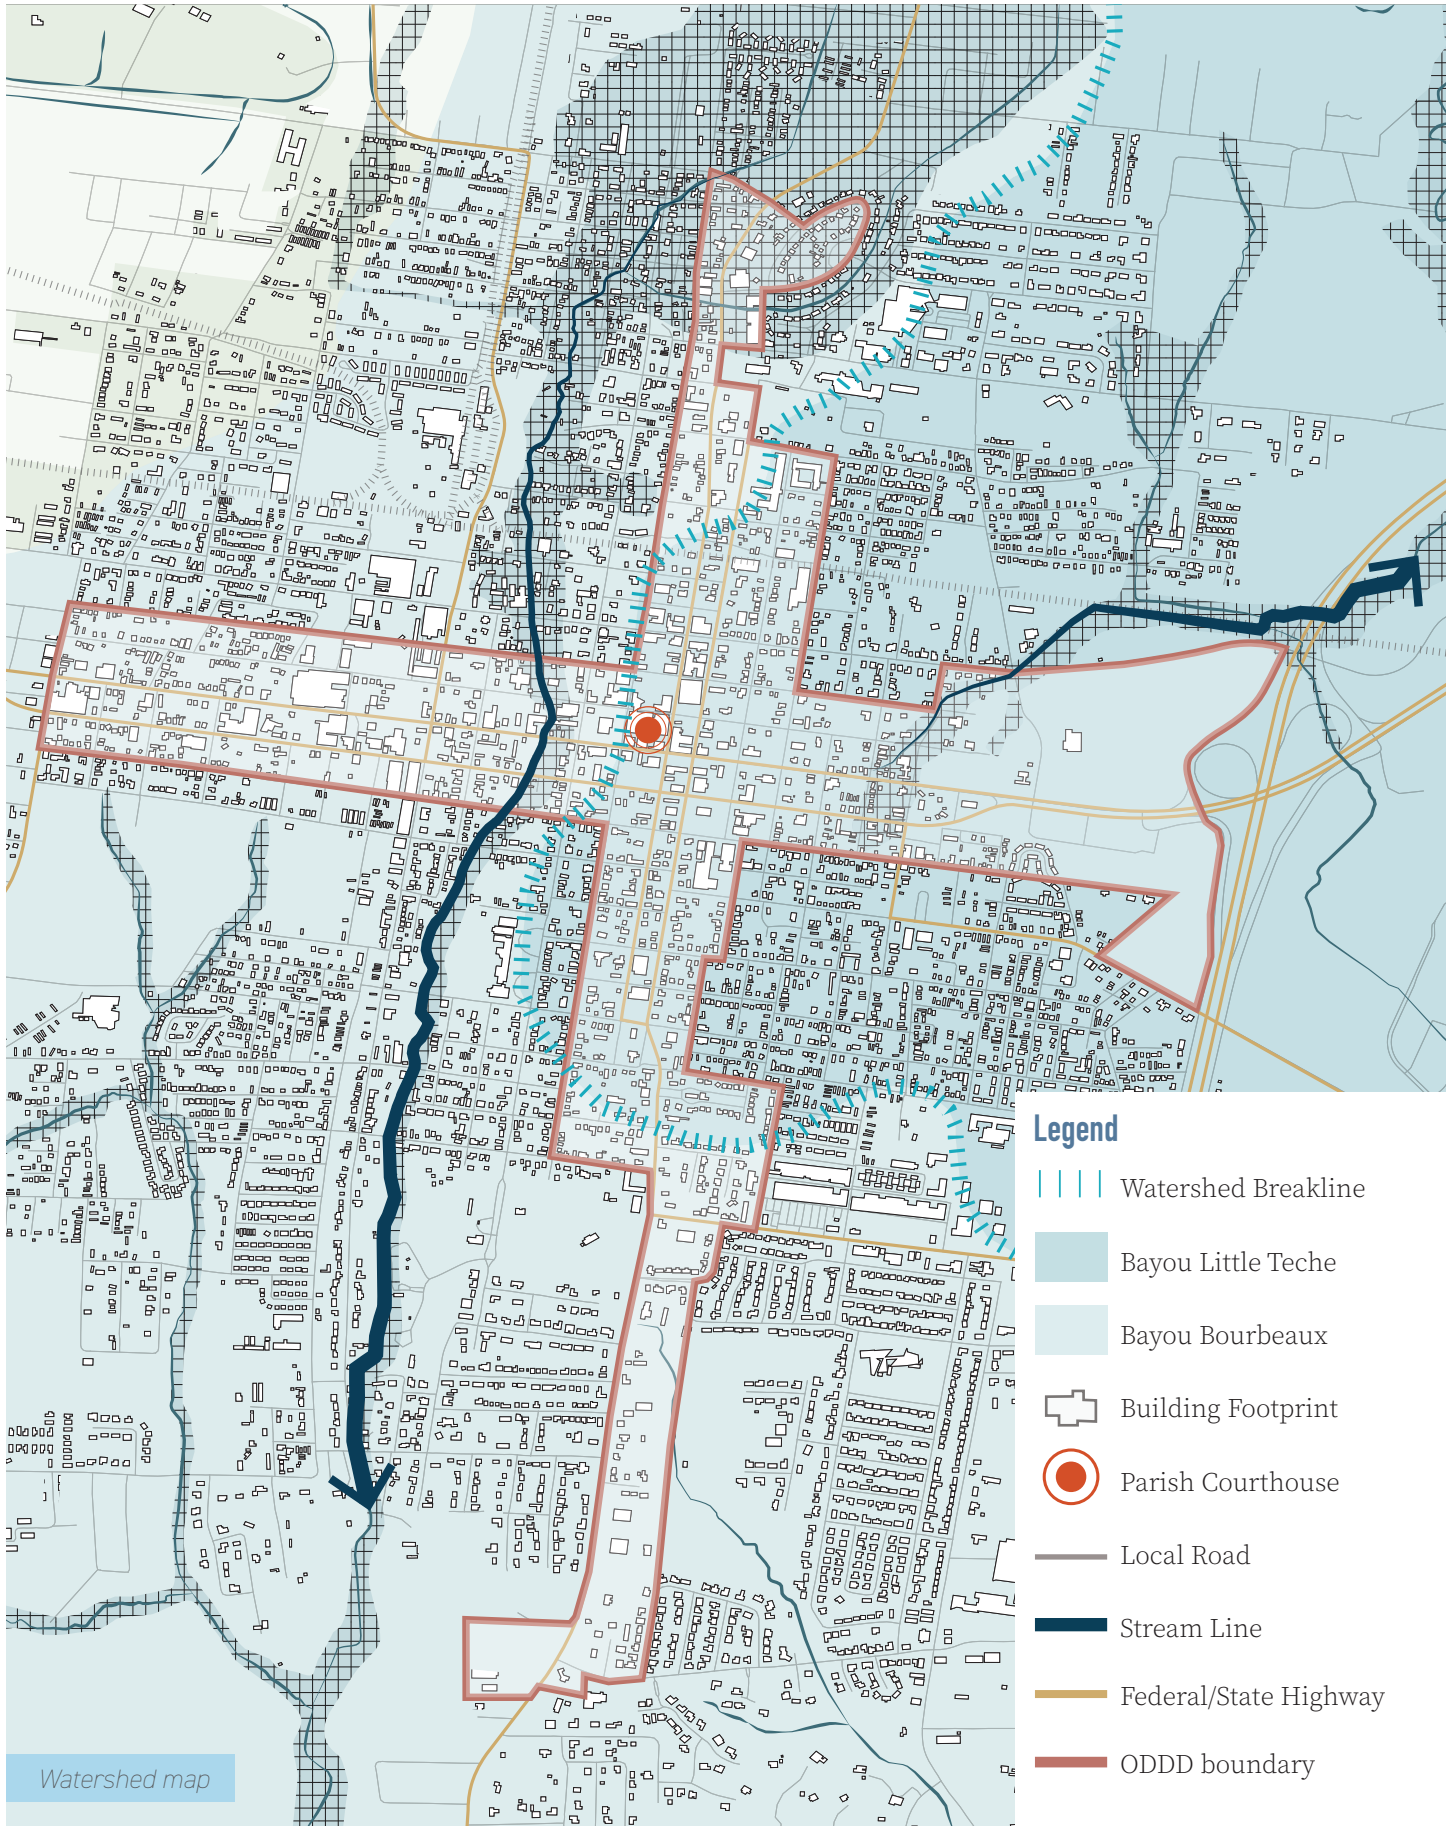 Legend
Watershed Breakline
Bayou Little Teche
Bayou Bourbeaux
Building Footprint
Parish Courthouse
Local Road
Stream Line
Federal/State Highway
ODDD boundary
Watershed map